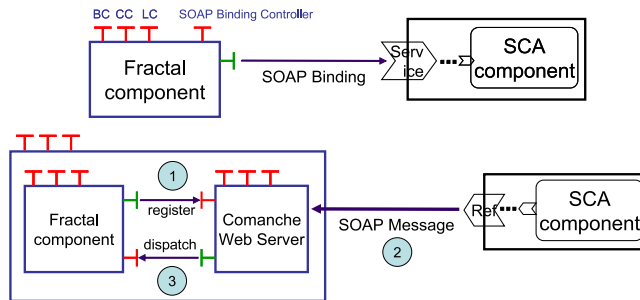 BC CC LC SOAP Binding Controller
Fractal
component
SOAP Binding
Serv
ice
SCA
component
1
register
Fractal
component
Comanche
Web Server
dispatch
3
SOAP Message
2
Ref
SCA
component